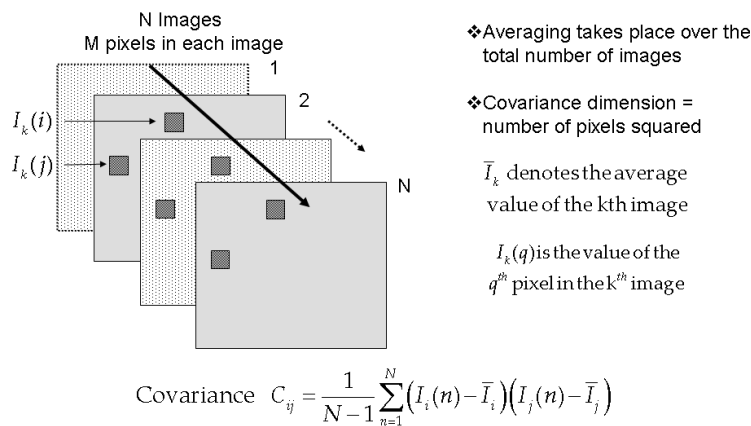 N Images
M pixels in each image
1
2
N
I_k(i)
I_k(j)
❖Averaging takes place over the
total number of images
❖Covariance dimension =
number of pixels squared
Ī_k denotes the average
value of the kth image
I_k(q) is the value of the
q^th pixel in the k^th image
Covariance C_ij = 1/(N−1) ∑_{n=1}^{N} (I_i(n)−Ī_i)(I_j(n)−Ī_j)